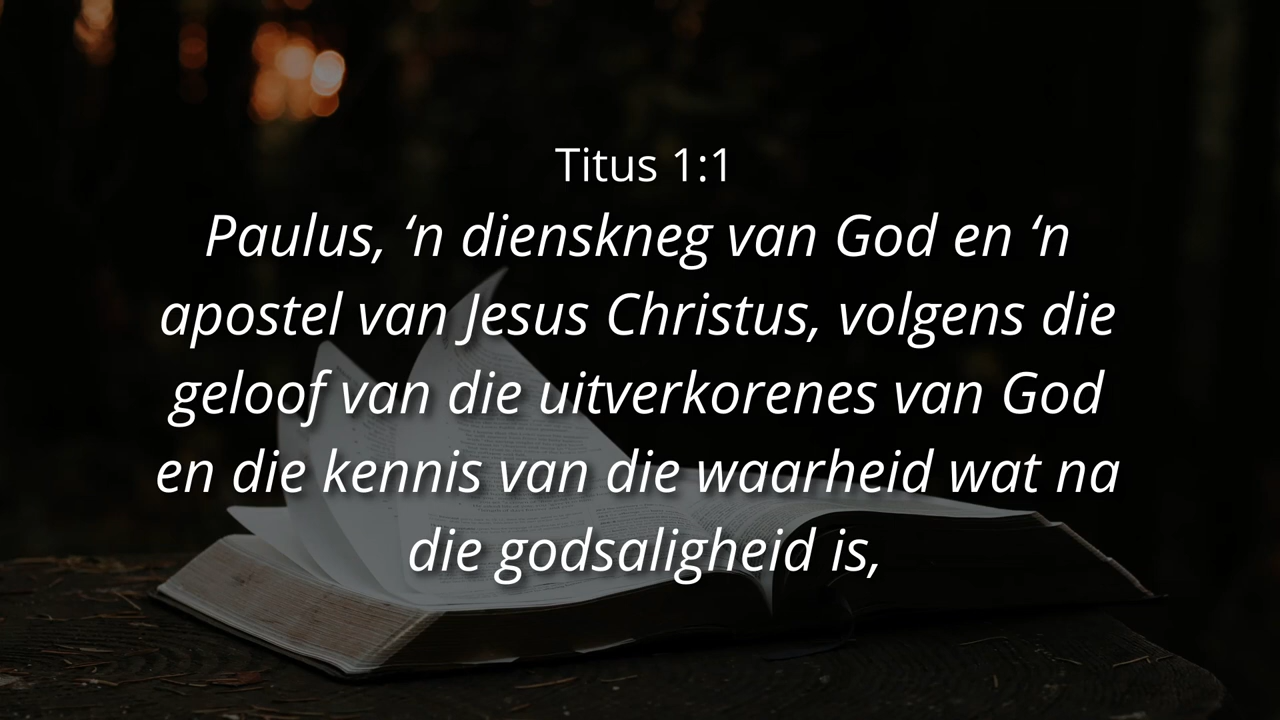 Titus 1:1
Paulus, ‘n dienskneg van God en ‘n
apostel van Jesus Christus, volgens die
geloof van die uitverkorenes van God
en die kennis van die waarheid wat na
die godsaligheid is,